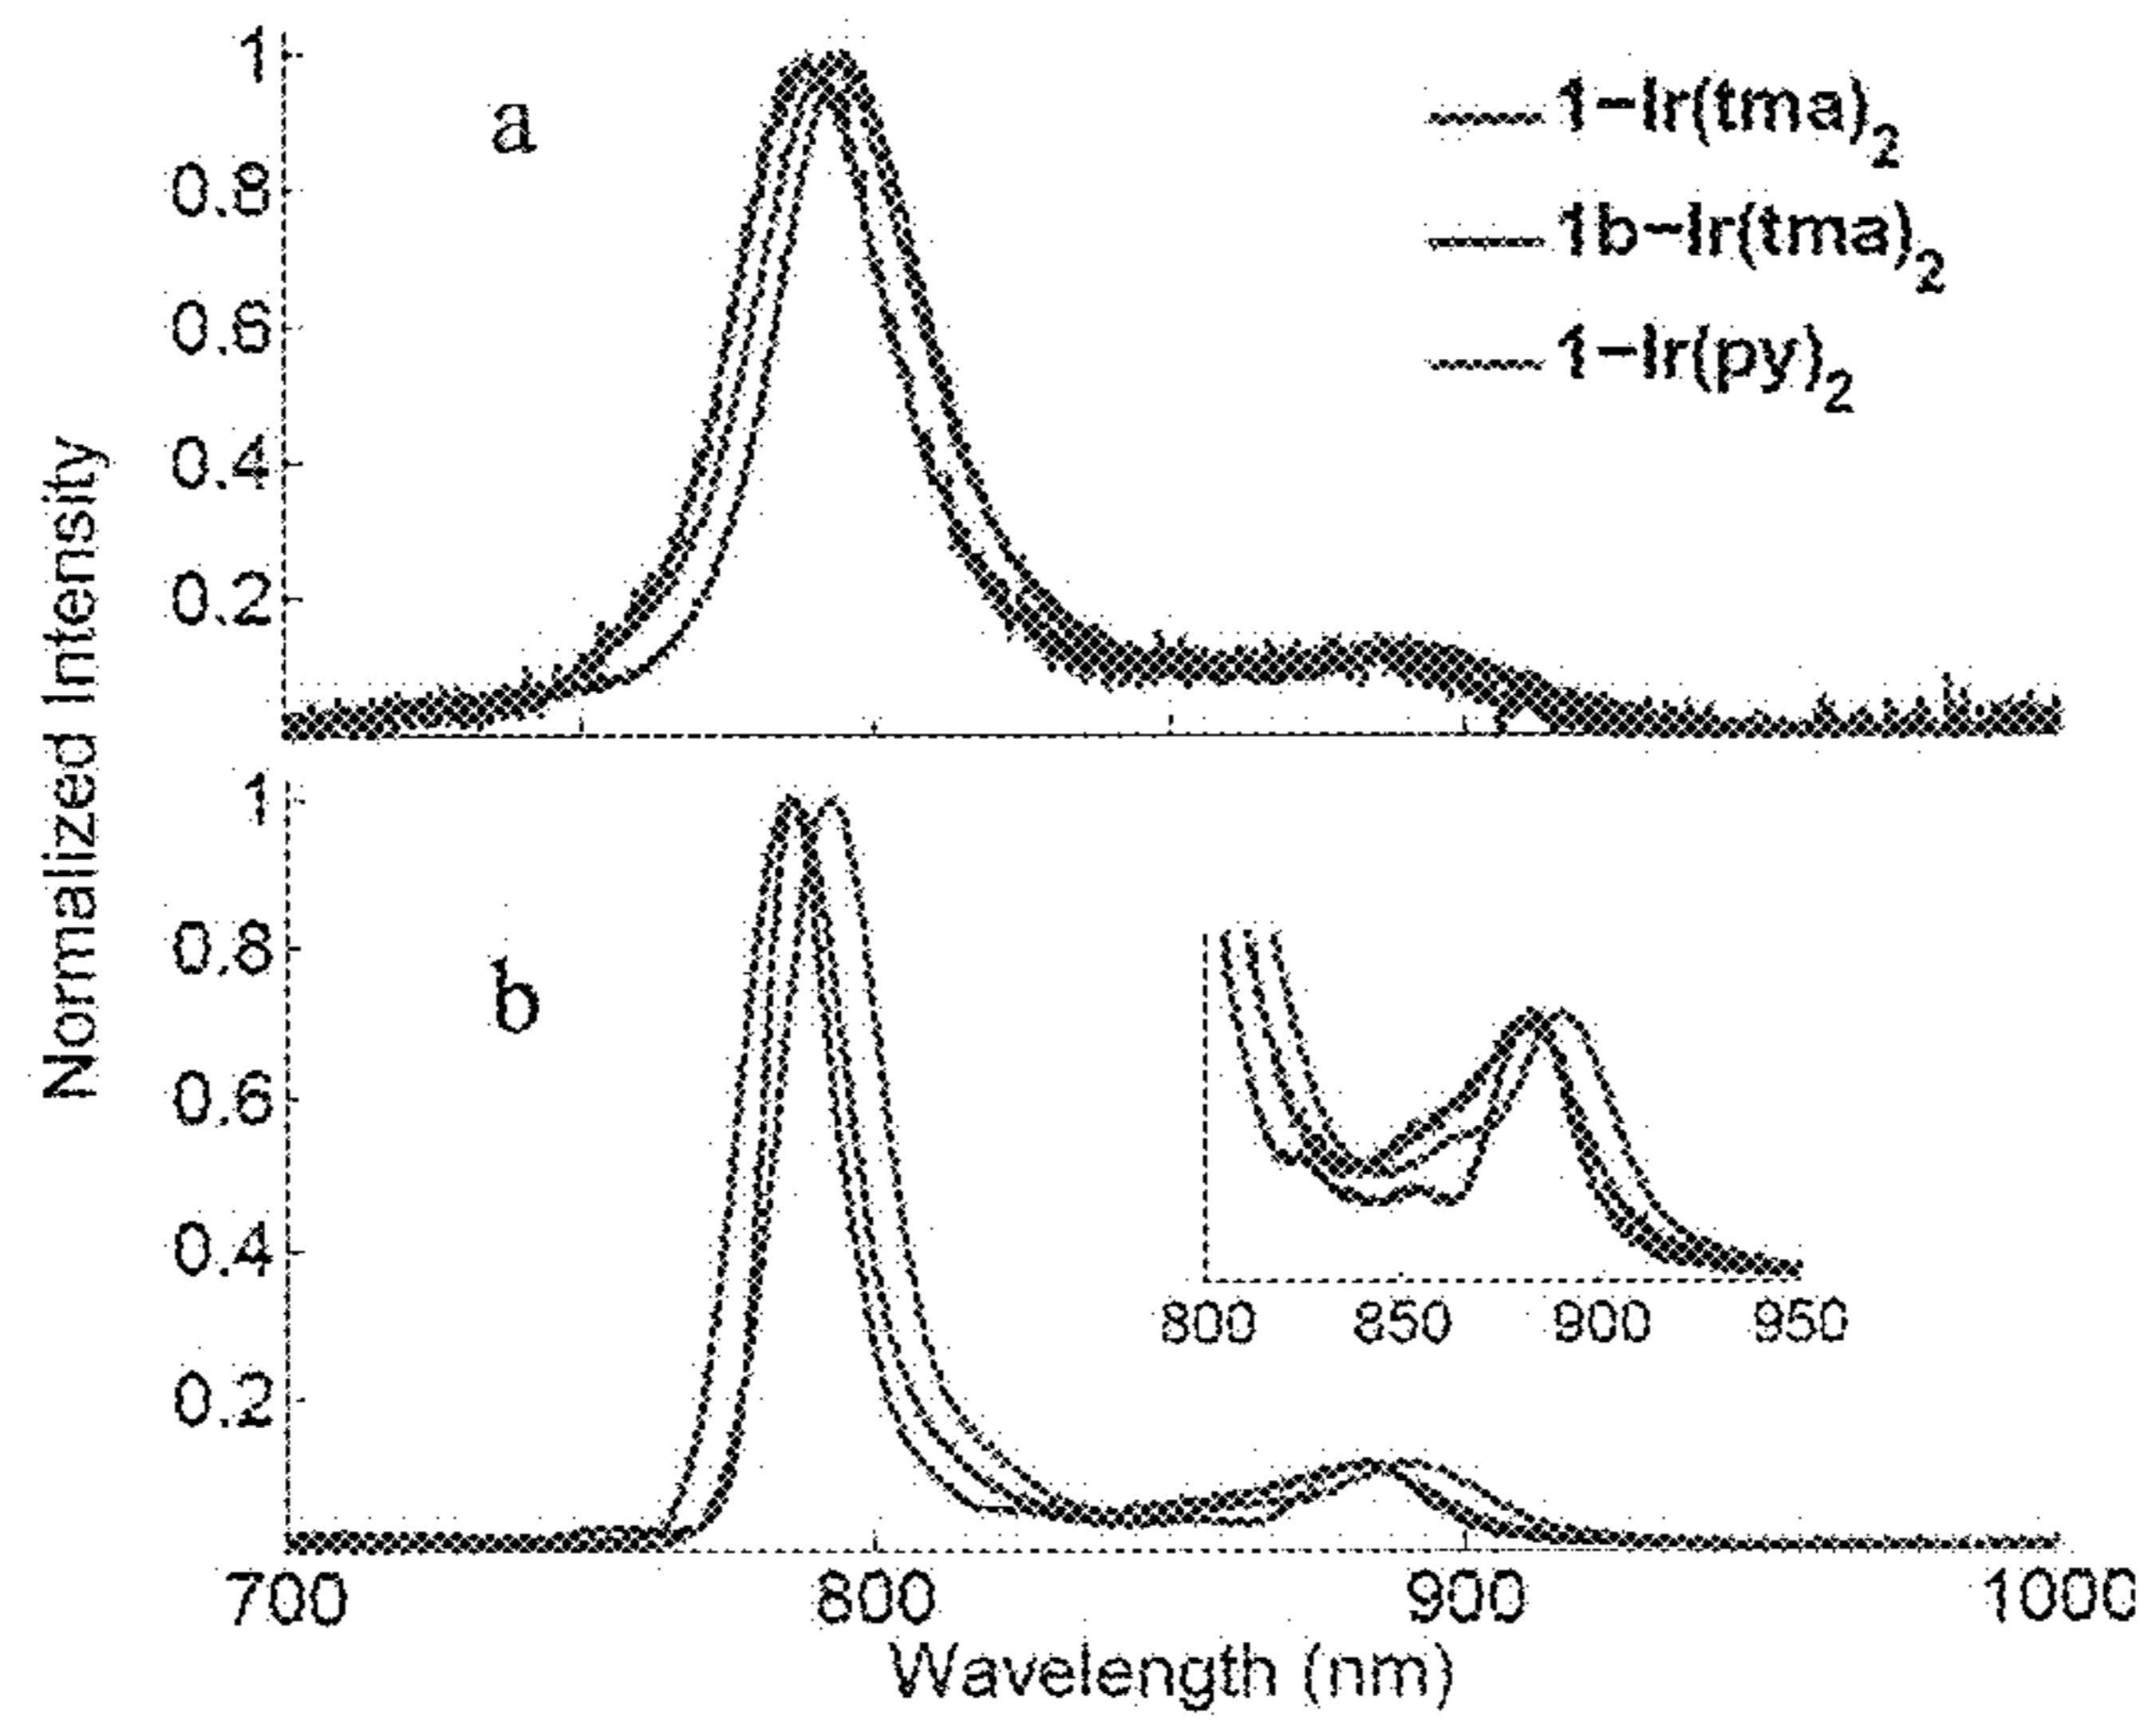 1
a
1–Ir(tma)2
0.8
1b–Ir(tma)2
0.6
1–Ir(py)2
0.4
0.2
Normalized Intensity
1
0.8
b
0.6
0.4
800 850 900 950
0.2
700 800 900 1000
Wavelength (nm)